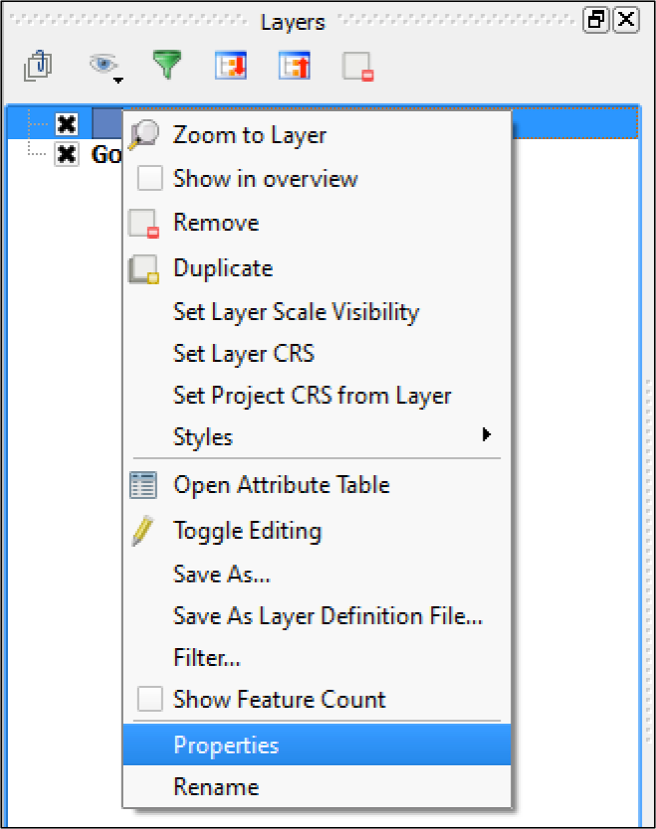 Layers
Zoom to Layer
Show in overview
Go
Remove
Duplicate
Set Layer Scale Visibility
Set Layer CRS
Set Project CRS from Layer
Styles
Open Attribute Table
Toggle Editing
Save As...
Save As Layer Definition File...
Filter...
Show Feature Count
Properties
Rename